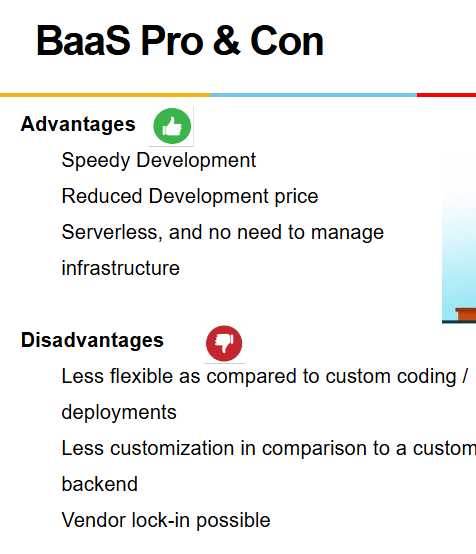 BaaS Pro & Con
Advantages
Speedy Development
Reduced Development price
Serverless, and no need to manage
infrastructure
Disadvantages
Less flexible as compared to custom coding /
deployments
Less customization in comparison to a custom
backend
Vendor lock-in possible